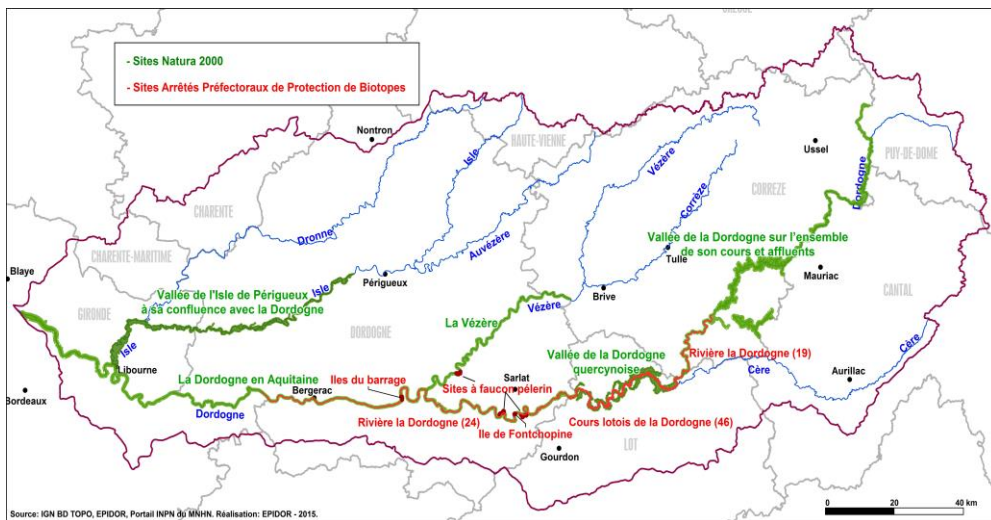 CREUSE
- Sites Natura 2000
- Sites Arrêtés Préfectoraux de Protection de Biotopes
Nontron
Isle
HAUTE-VIENNE
Vézère
Ussel
PUY-DE-DOME
CHARENTE
Corrèze
CORREZE
Dordogne
Dronne
Auvézère
CHARENTE-MARITIME
Vallée de la Dordogne sur l'ensemble
de son cours et affluents
Tulle
Blaye
Périgueux
Mauriac
Isle
Vallée de l'Isle de Périgueux
à sa confluence avec la Dordogne
Brive
CANTAL
GIRONDE
Vézère
DORDOGNE
La Vézère
Isle
Libourne
Vallée de la Dordogne
quercynoise
Rivière la Dordogne (19)
Cère
Cère
Aurillac
La Dordogne en Aquitaine
Iles du barrage
Sarlat
Sites à faucon pélerin
Bergerac
Bordeaux
Dordogne
Rivière la Dordogne (24)
Cours lotois de la Dordogne (46)
Ile de Fontchopine
LOT
Gourdon
0 20 40 km
Source: IGN BD TOPO, EPIDOR, Portail INPN du MNHN. Réalisation: EPIDOR - 2015.